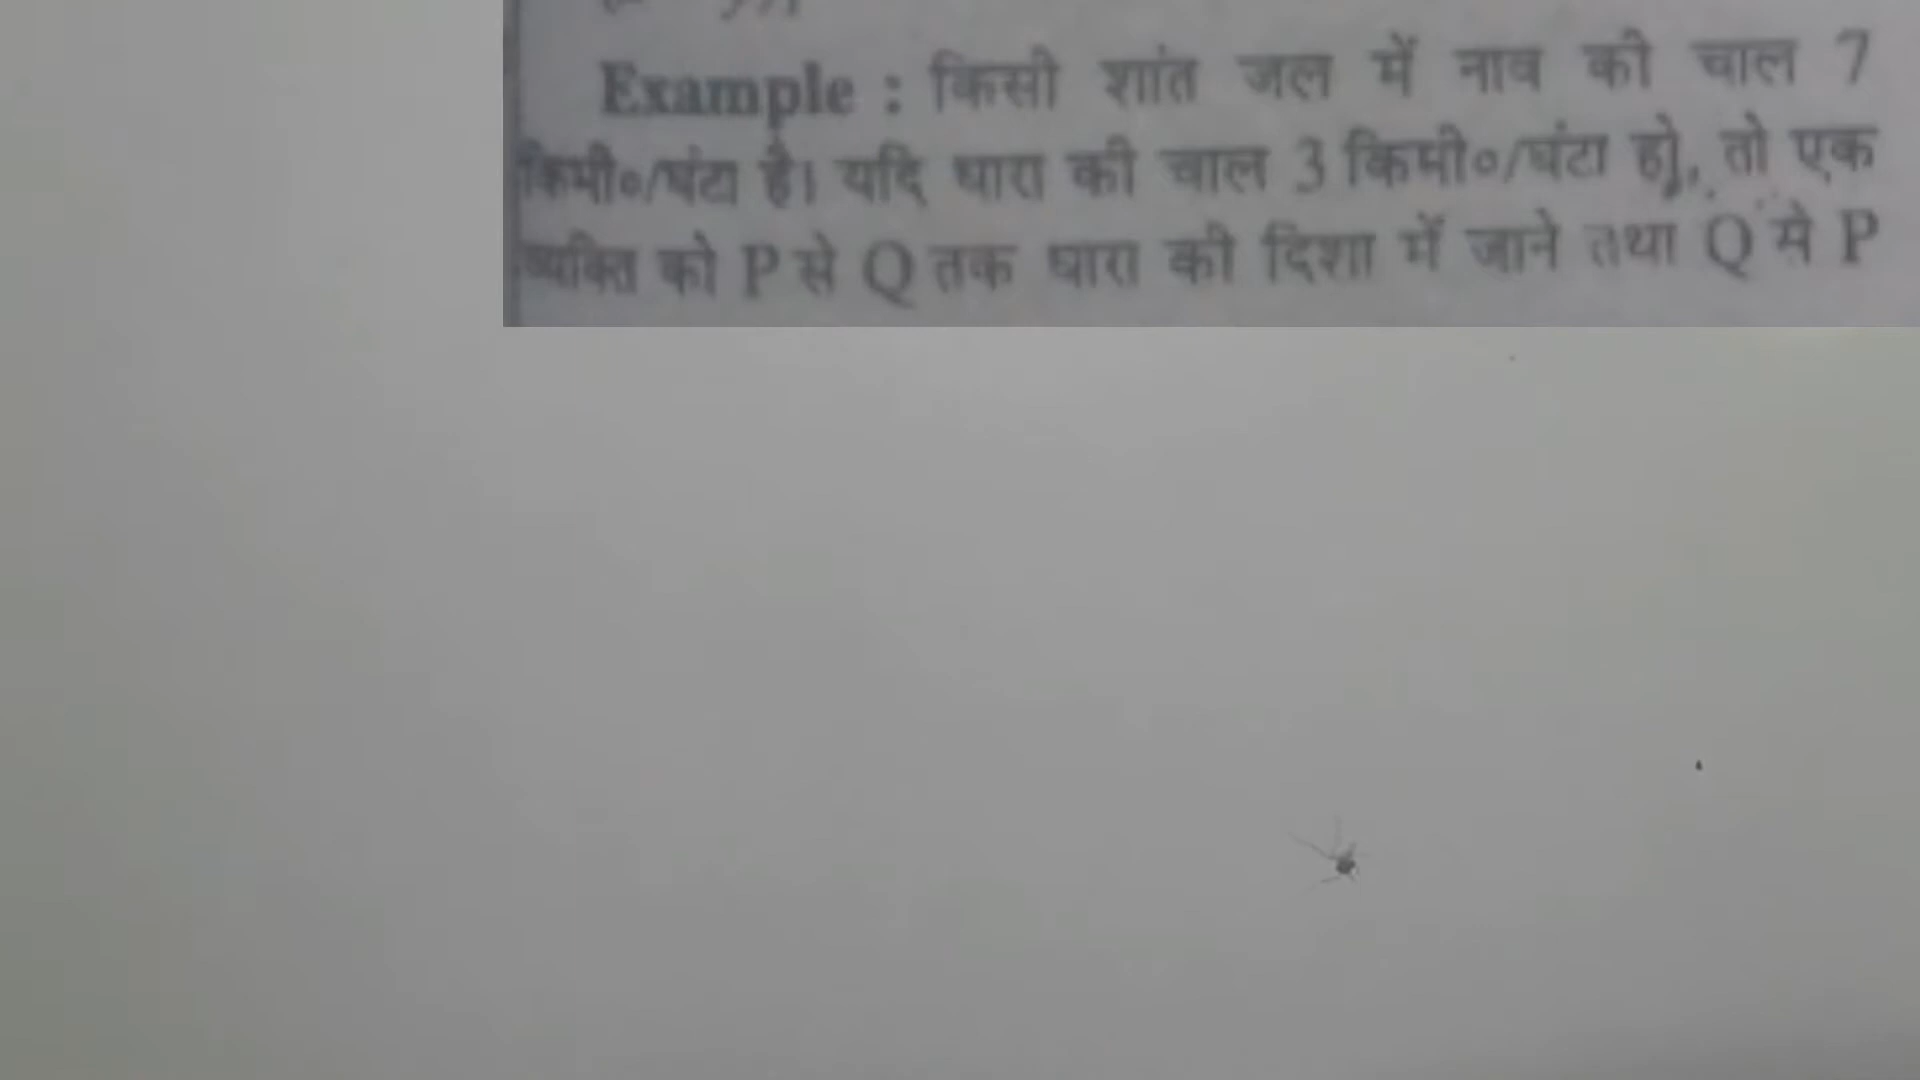 Example : किसी शांत जल में नाव की चाल 7
किमी०/घंटा है। यदि धारा की चाल 3 किमी०/घंटा हो, तो एक
व्यक्ति को P से Q तक धारा की दिशा में जाने तथा Q से P